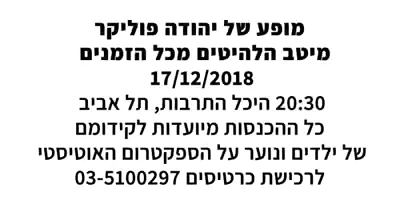 מופע של יהודה פוליקר
מיטב הלהיטים מכל הזמנים
17/12/2018
20:30 היכל התרבות, תל אביב
כל ההכנסות מיועדות לקידומם
של ילדים ונוער על הספקטרום האוטיסטי
לרכישת כרטיסים 03-5100297